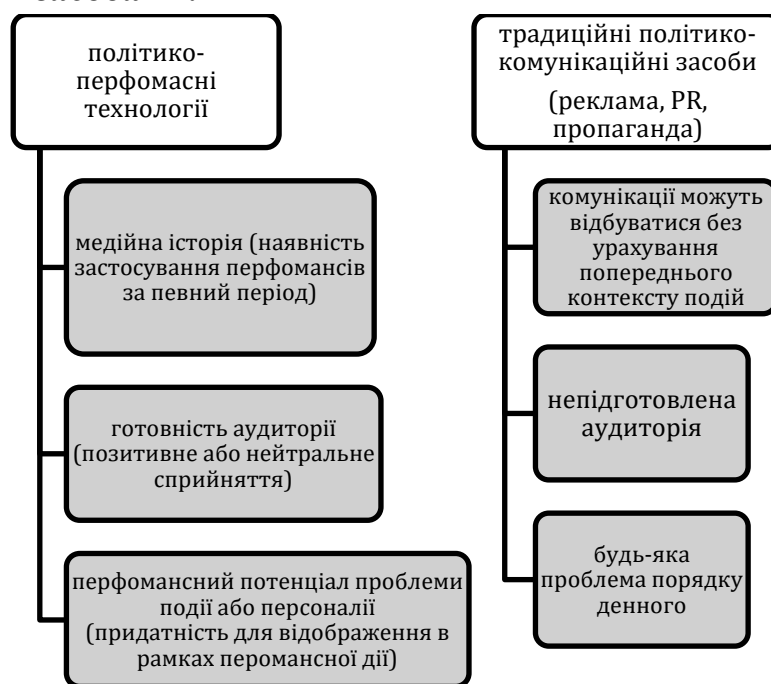 політико-
перфомасні
технології
медійна історія (наявність
застосування перфомансів
за певний період)
готовність аудиторії
(позитивне або нейтральне
сприйняття)
перфомансний потенціал проблеми
події або персоналії
(придатність для відображення в
рамках перомансної дії)
традиційні політико-
комунікаційні засоби
(реклама, PR,
пропаганда)
комунікації можуть
відбуватися без
урахування
попереднього
контексту подій
непідготовлена
аудиторія
будь-яка
проблема порядку
денного